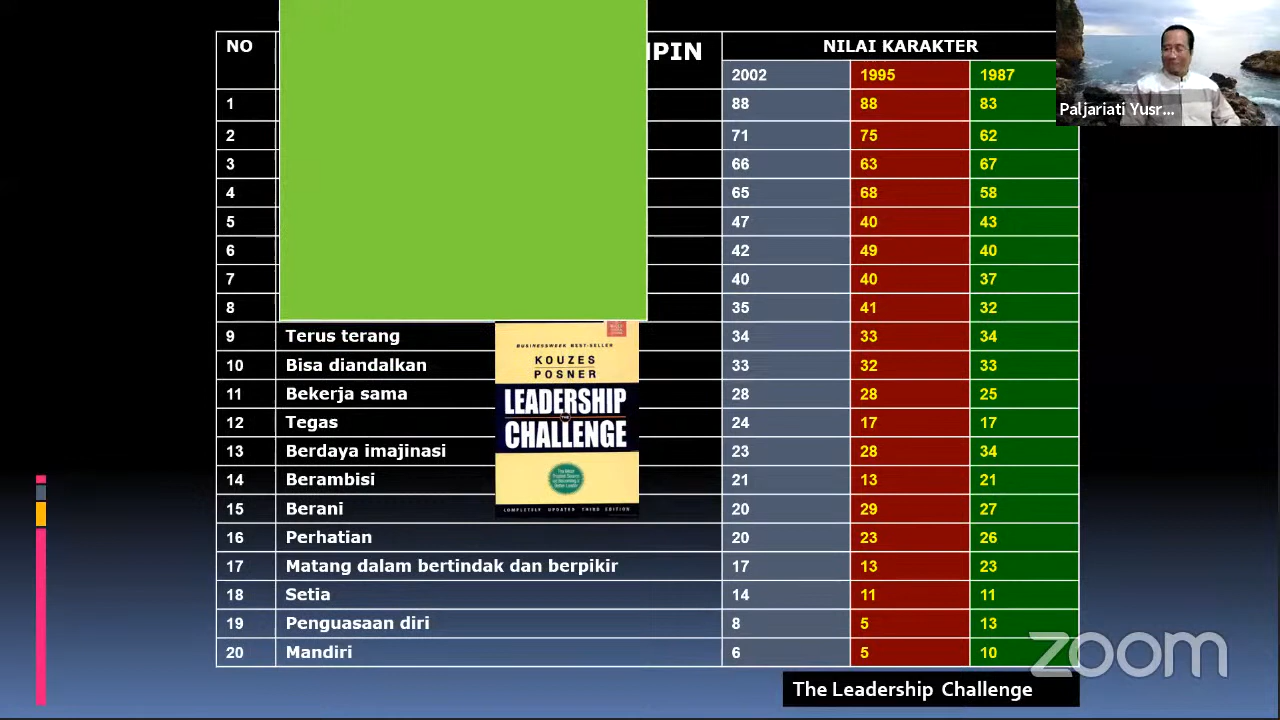 NO MPIN NILAI KARAKTER
2002 1995 1987
1 88 88 83
2 71 75 62
3 66 63 67
4 65 68 58
5 47 40 43
6 42 49 40
7 40 40 37
8 35 41 32
9 Terus terang 34 33 34
10 Bisa diandalkan 33 32 33
11 Bekerja sama 28 28 25
12 Tegas 24 17 17
13 Berdaya imajinasi 23 28 34
14 Berambisi 21 13 21
15 Berani 20 29 27
16 Perhatian 20 23 26
17 Matang dalam bertindak dan berpikir 17 13 23
18 Setia 14 11 11
19 Penguasaan diri 8 5 13
20 Mandiri 6 5 10
BUSINESSWEEK BEST-SELLER
KOUZES
POSNER
LEADERSHIP
THE
CHALLENGE
COMPLETELY UPDATED THIRD EDITION
The Leadership Challenge
Paljariati Yusr...
zoom